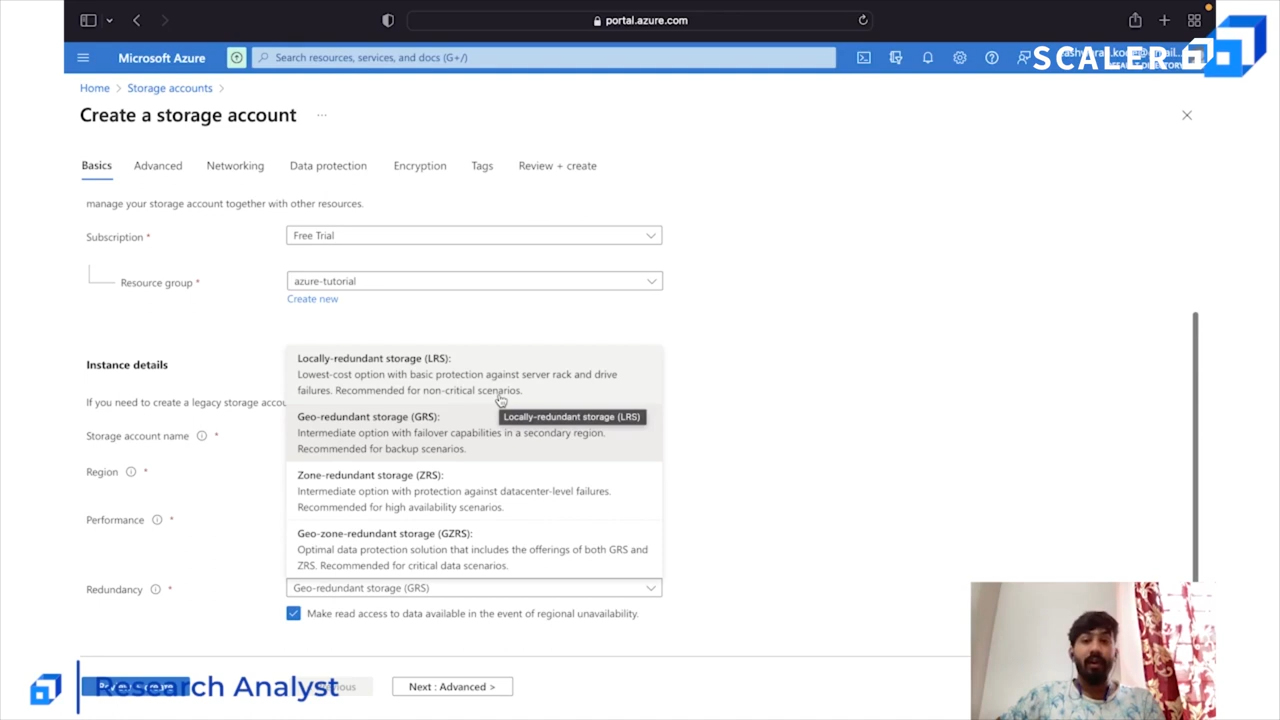 portal.azure.com
Microsoft Azure
Search resources, services, and docs (G+/)
SCALER
Home > Storage accounts >
Create a storage account ...
Basics Advanced Networking Data protection Encryption Tags Review + create
manage your storage account together with other resources.
Subscription * Free Trial
Resource group * azure-tutorial
Create new
Instance details
Locally-redundant storage (LRS):
Lowest-cost option with basic protection against server rack and drive
failures. Recommended for non-critical scenarios.
If you need to create a legacy storage accou
Geo-redundant storage (GRS):
Locally-redundant storage (LRS)
Intermediate option with failover capabilities in a secondary region.
Recommended for backup scenarios.
Storage account name *
Region *
Zone-redundant storage (ZRS):
Intermediate option with protection against datacenter-level failures.
Recommended for high availability scenarios.
Performance *
Geo-zone-redundant storage (GZRS):
Optimal data protection solution that includes the offerings of both GRS and
ZRS. Recommended for critical data scenarios.
Redundancy * Geo-redundant storage (GRS)
Make read access to data available in the event of regional unavailability.
Research Analyst
Next : Advanced >